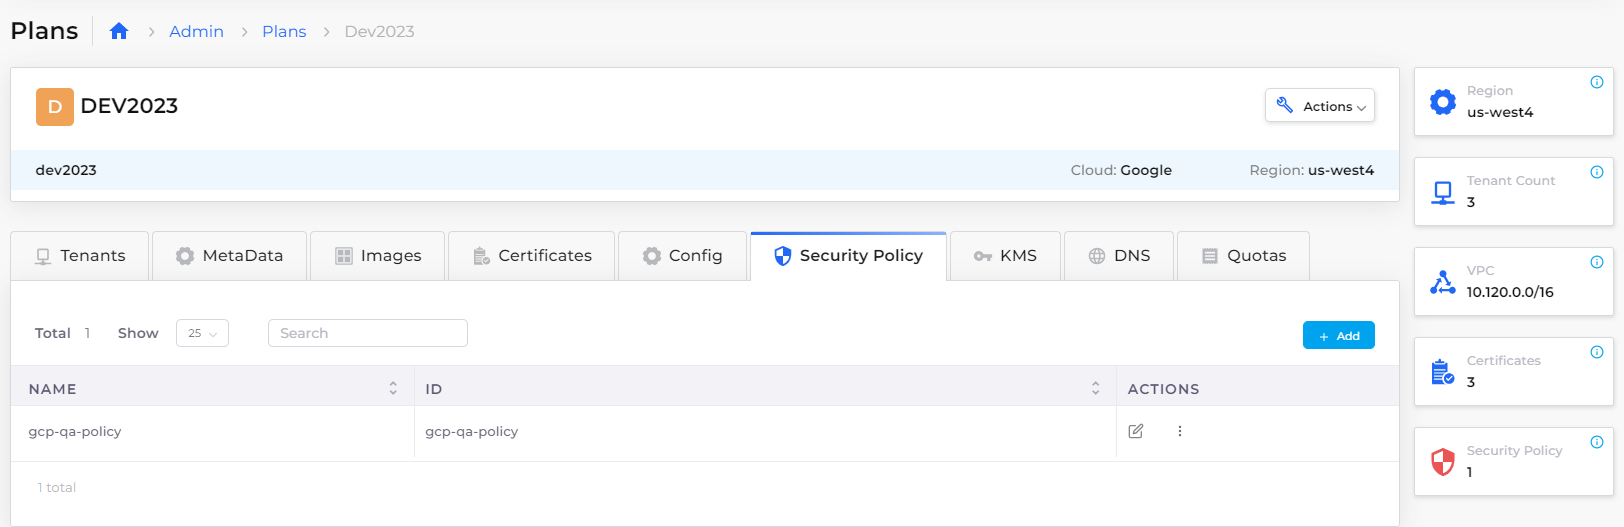 Plans Admin Plans Dev2023
D DEV2023 Actions
dev2023 Cloud: Google Region: us-west4
Tenants MetaData Images Certificates Config Security Policy KMS DNS Quotas
Total 1 Show 25 Search + Add
NAME ID ACTIONS
gcp-qa-policy gcp-qa-policy
1 total
Region
us-west4
Tenant Count
3
VPC
10.120.0.0/16
Certificates
3
Security Policy
1